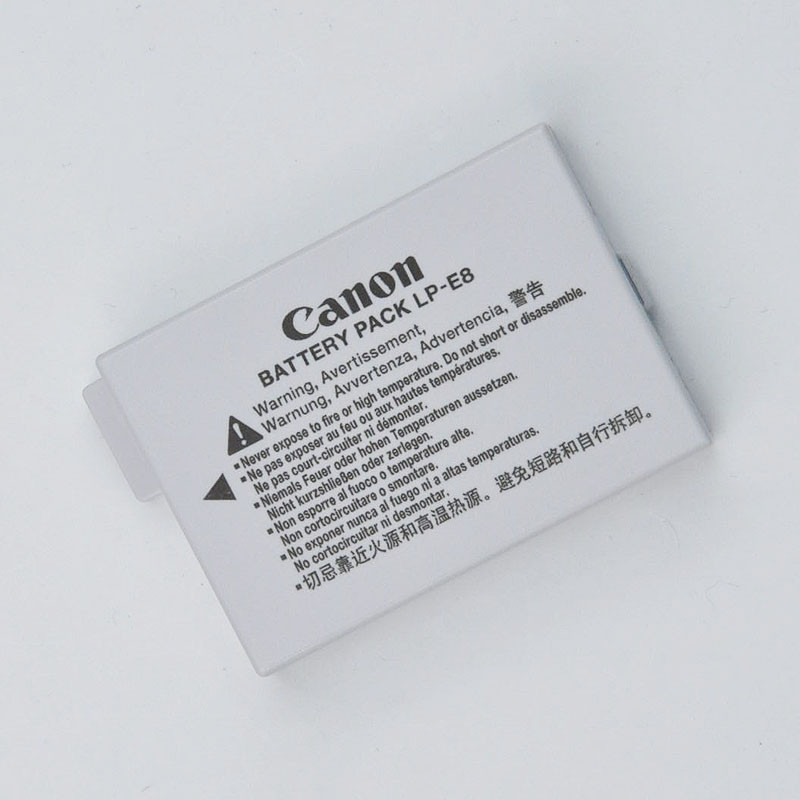 Canon
BATTERY PACK LP-E8
Warning, Avertissement,
Warnung, Avvertenza, Advertencia, 警告
▪Never expose to fire or high temperature. Do not short or disassemble.
▪Ne pas exposer au feu ou aux hautes températures.
Ne pas court-circuiter ni démonter.
▪Niemals Feuer oder hohen Temperaturen aussetzen.
Nicht kurzshließen oder zerlegen.
▪Non esporre al fuoco o temperature alte.
Non cortocircuitare o smontare.
▪No exponer nunca al fuego ni a altas temperaturas.
No cortocircuitar ni desmontar.
▪切忌靠近火源和高温热源。避免短路和自行拆卸.